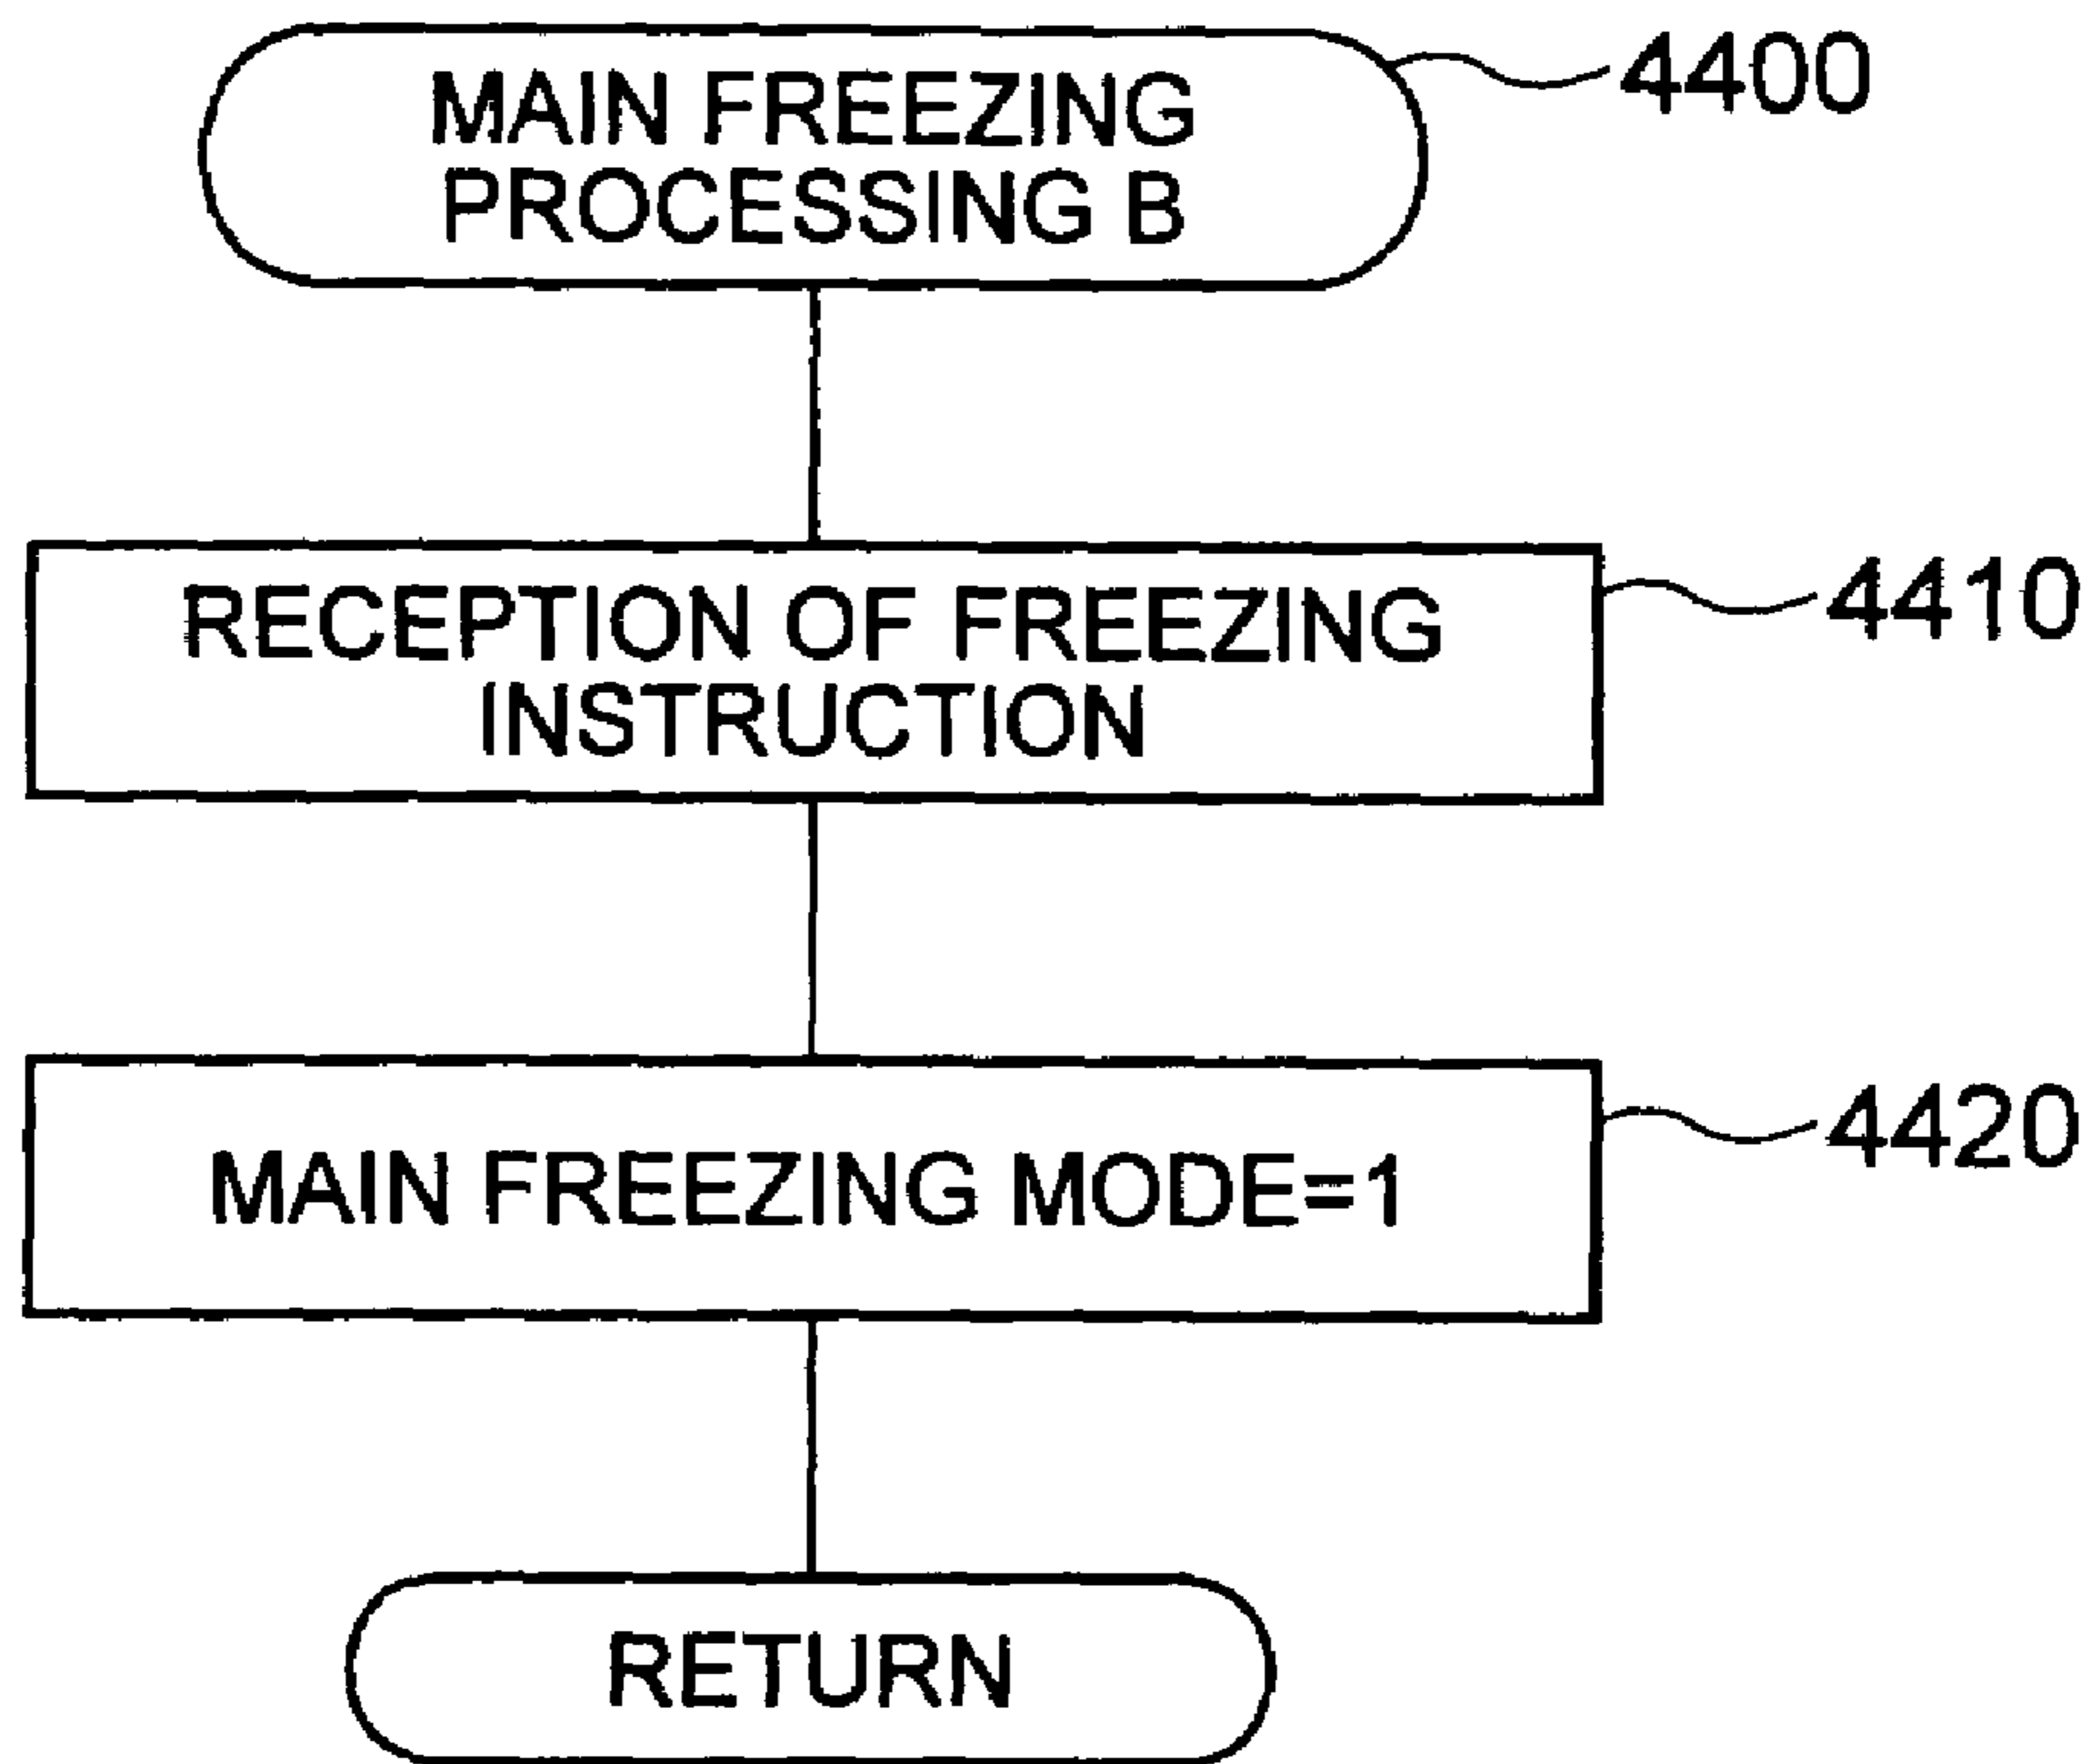 MAIN FREEZING
PROCESSING B
4400
RECEPTION OF FREEZING
INSTRUCTION
4410
MAIN FREEZING MODE=1
4420
RETURN